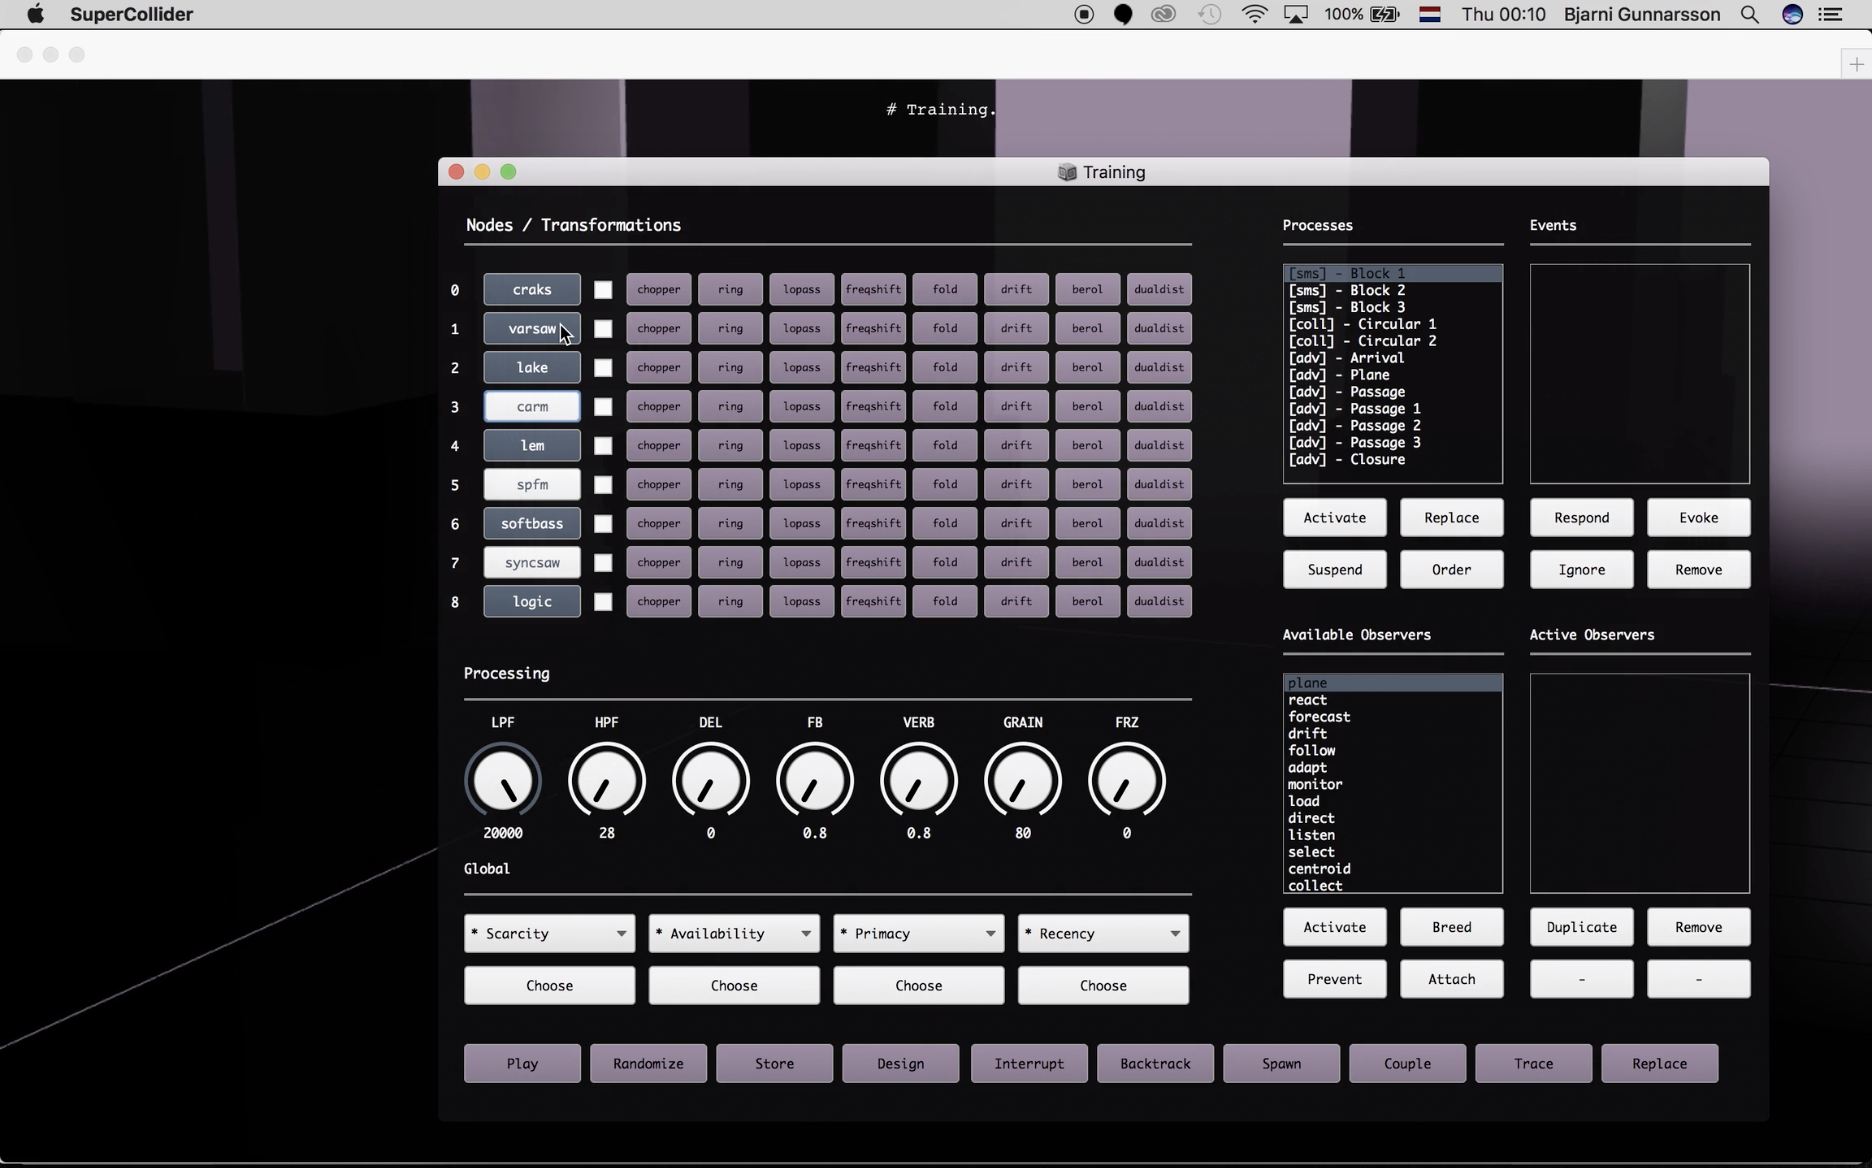 SuperCollider 100% Thu 00:10 Bjarni Gunnarsson
# Training.
Training
Nodes / Transformations
0 craks chopper ring lopass freqshift fold drift berol dualdist
1 varsaw chopper ring lopass freqshift fold drift berol dualdist
2 lake chopper ring lopass freqshift fold drift berol dualdist
3 carm chopper ring lopass freqshift fold drift berol dualdist
4 lem chopper ring lopass freqshift fold drift berol dualdist
5 spfm chopper ring lopass freqshift fold drift berol dualdist
6 softbass chopper ring lopass freqshift fold drift berol dualdist
7 syncsaw chopper ring lopass freqshift fold drift berol dualdist
8 logic chopper ring lopass freqshift fold drift berol dualdist
Processing
LPF HPF DEL FB VERB GRAIN FRZ
20000 28 0 0.8 0.8 80 0
Global
* Scarcity * Availability * Primacy * Recency
Choose Choose Choose Choose
Processes
[sms] - Block 1
[sms] - Block 2
[sms] - Block 3
[coll] - Circular 1
[coll] - Circular 2
[adv] - Arrival
[adv] - Plane
[adv] - Passage
[adv] - Passage 1
[adv] - Passage 2
[adv] - Passage 3
[adv] - Closure
Activate Replace
Suspend Order
Events
Respond Evoke
Ignore Remove
Available Observers
plane
react
forecast
drift
follow
adapt
monitor
load
direct
listen
select
centroid
collect
Activate Breed
Prevent Attach
Active Observers
Duplicate Remove
- -
Play Randomize Store Design Interrupt Backtrack Spawn Couple Trace Replace